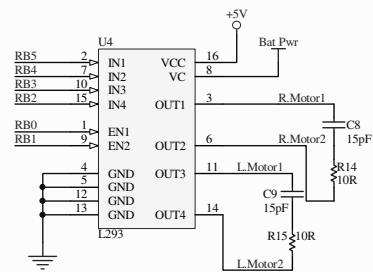 U4
+5V
Bat Pwr
RB5 2 IN1 VCC 16
RB4 7 IN2 VC 8
RB3 10 IN3
RB2 15 IN4 OUT1 3 R.Motor1
C8
15pF
RB0 1 EN1
RB1 9 EN2 OUT2 6 R.Motor2
R14
10R
4 GND OUT3 11 L.Motor1
5 GND
12 GND
13 GND OUT4 14
C9
15pF
L293
R15 10R
L.Motor2